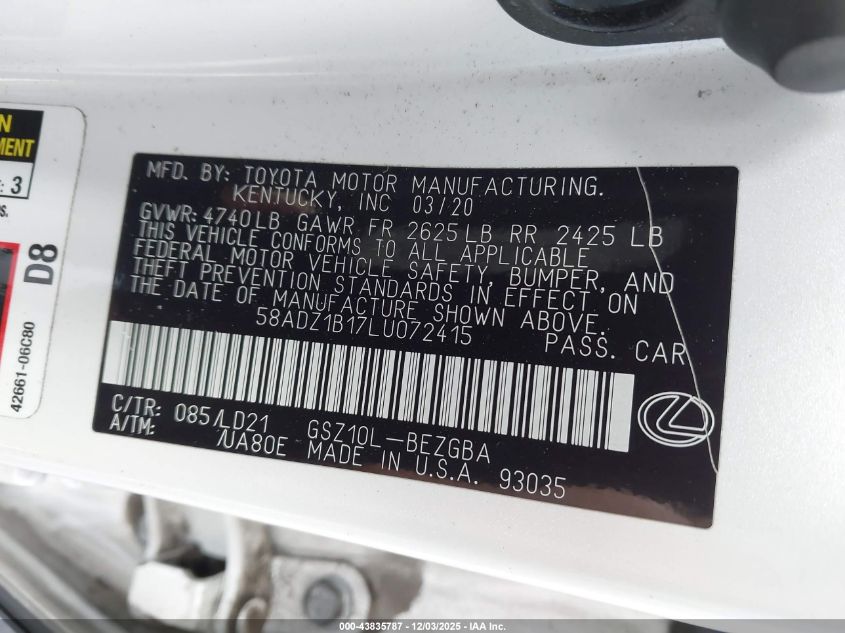 N
MENT
: 3
S.
D8
42661-06C80
MFD. BY: TOYOTA MOTOR MANUFACTURING.
KENTUCKY, INC 03/20
GVWR: 4740LB GAWR FR 2625LB RR 2425 LB
THIS VEHICLE CONFORMS TO ALL APPLICABLE
FEDERAL MOTOR VEHICLE SAFETY, BUMPER, AND
THEFT PREVENTION STANDARDS IN EFFECT ON
THE DATE OF MANUFACTURE SHOWN ABOVE.
58ADZ1B17LU072415
PASS. CAR
C/TR: 085/LD21 GSZ10L-BEZGBA
A/TM: /UA80E MADE IN U.S.A. 93035
000-43835787 - 12/03/2025 - IAA Inc.